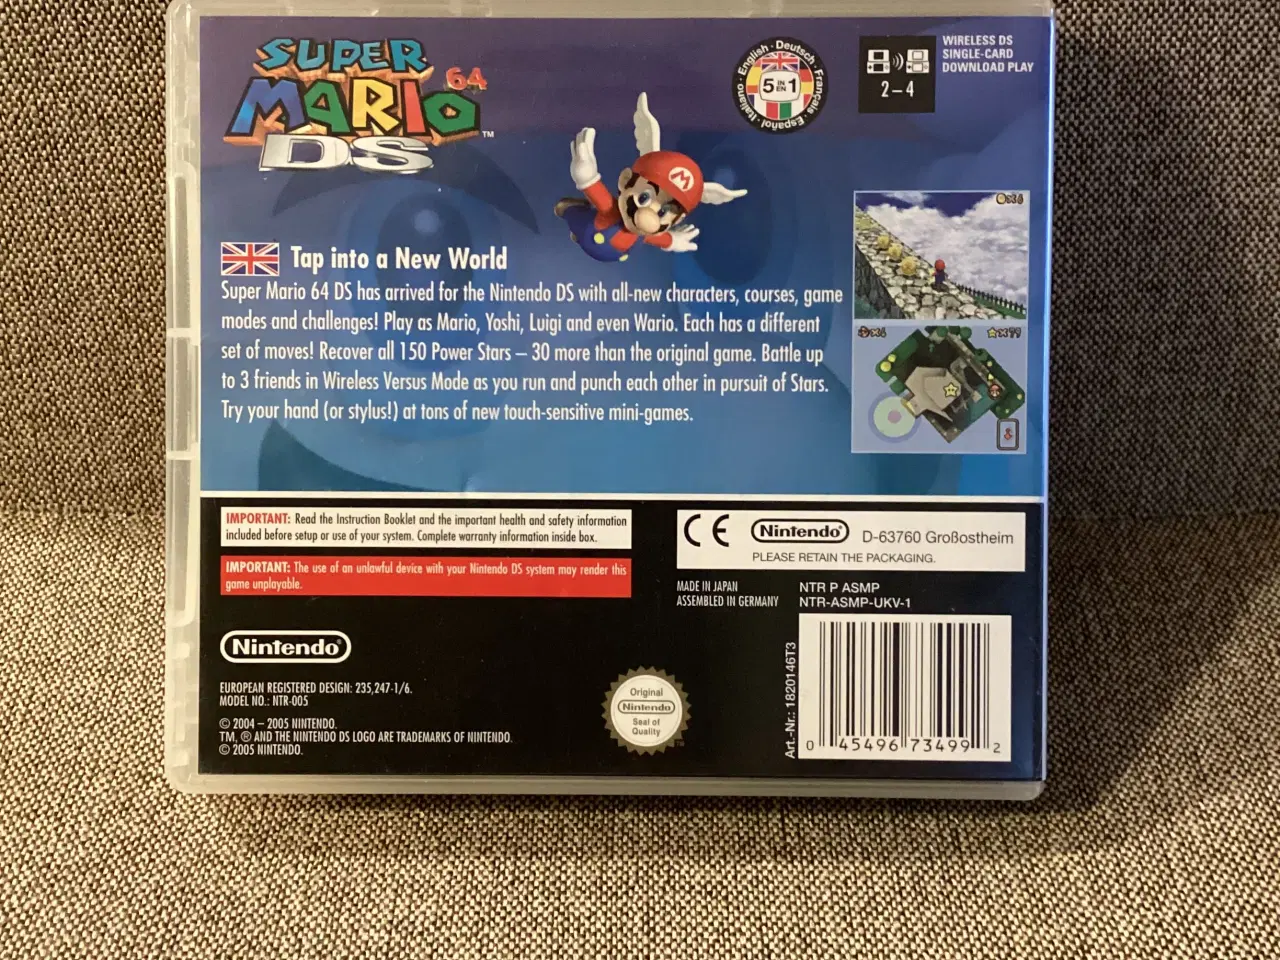 SUPER
MARIO 64
DS ™
English · Deutsch · Français · Español · Italiano
5 IN EN 1
2–4
WIRELESS DS
SINGLE-CARD
DOWNLOAD PLAY
M
×6
×6
×77
Tap into a New World
Super Mario 64 DS has arrived for the Nintendo DS with all-new characters, courses, game
modes and challenges! Play as Mario, Yoshi, Luigi and even Wario. Each has a different
set of moves! Recover all 150 Power Stars – 30 more than the original game. Battle up
to 3 friends in Wireless Versus Mode as you run and punch each other in pursuit of Stars.
Try your hand (or stylus!) at tons of new touch-sensitive mini-games.
IMPORTANT: Read the Instruction Booklet and the important health and safety information
included before setup or use of your system. Complete warranty information inside box.
IMPORTANT: The use of an unlawful device with your Nintendo DS system may render this
game unplayable.
CE Nintendo® D-63760 Großostheim
PLEASE RETAIN THE PACKAGING.
MADE IN JAPAN
ASSEMBLED IN GERMANY
NTR P ASMP
NTR-ASMP-UKV-1
Nintendo®
EUROPEAN REGISTERED DESIGN: 235,247-1/6.
MODEL NO.: NTR-005
© 2004 – 2005 NINTENDO.
TM, ® AND THE NINTENDO DS LOGO ARE TRADEMARKS OF NINTENDO.
© 2005 NINTENDO.
Original
Nintendo
Seal of
Quality
Art.-Nr.: 1820146T3
0 45496 73499 2